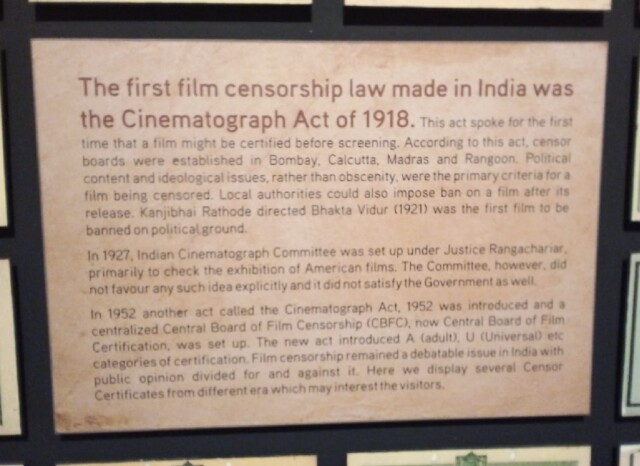 The first film censorship law made in India was
the Cinematograph Act of 1918. This act spoke for the first
time that a film might be certified before screening. According to this act, censor
boards were established in Bombay, Calcutta, Madras and Rangoon. Political
content and ideological issues, rather than obscenity, were the primary criteria for a
film being censored. Local authorities could also impose ban on a film after its
release. Kanjibhai Rathode directed Bhakta Vidur (1921) was the first film to be
banned on political ground.
In 1927, Indian Cinematograph Committee was set up under Justice Rangachariar,
primarily to check the exhibition of American films. The Committee, however, did
not favour any such idea explicitly and it did not satisfy the Government as well.
In 1952 another act called the Cinematograph Act, 1952 was introduced and a
centralized Central Board of Film Censorship (CBFC), now Central Board of Film
Certification, was set up. The new act introduced A (adult), U (Universal) etc
categories of certification. Film censorship remained a debatable issue in India with
public opinion divided for and against it. Here we display several Censor
Certificates from different era which may interest the visitors.